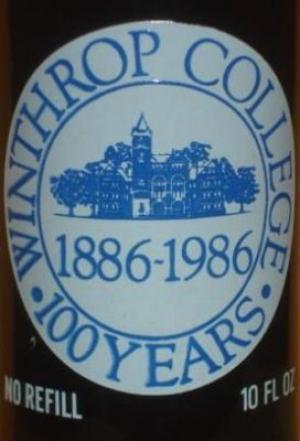 WINTHROP COLLEGE
1886-1986
• 100 YEARS •
NO REFILL
10 FL OZ